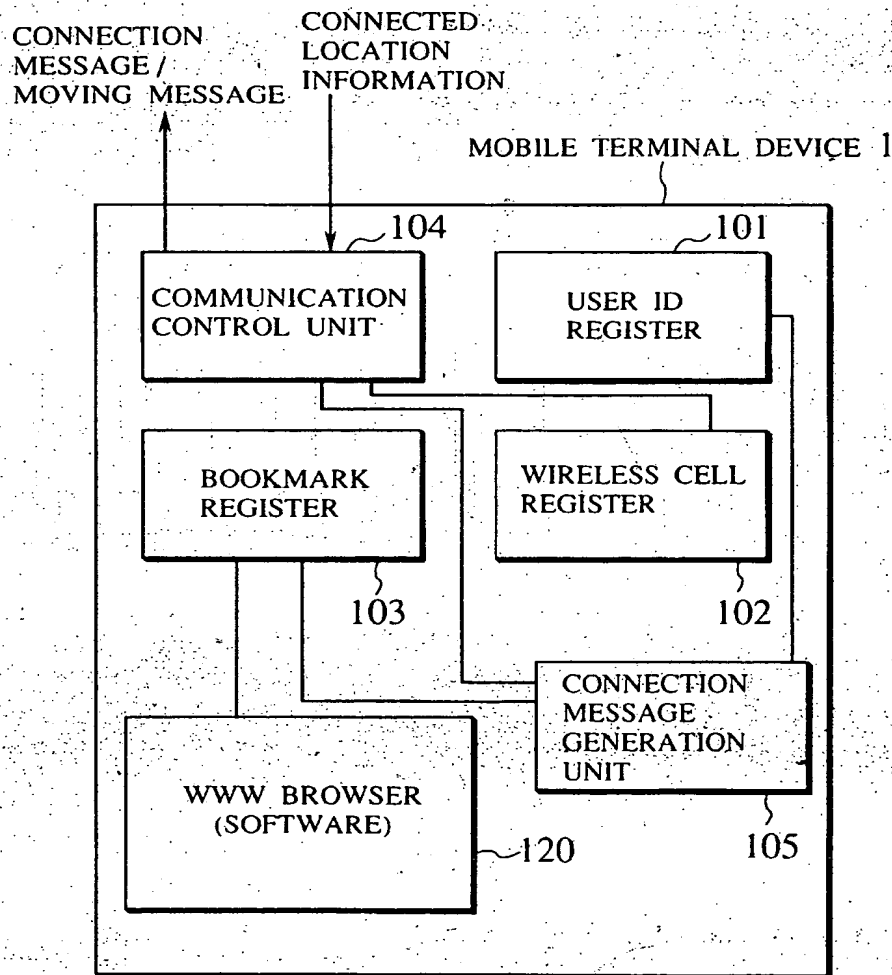 CONNECTION
MESSAGE /
MOVING MESSAGE
CONNECTED
LOCATION
INFORMATION
MOBILE TERMINAL DEVICE 1
104
COMMUNICATION
CONTROL UNIT
101
USER ID
REGISTER
BOOKMARK
REGISTER
103
WIRELESS CELL
REGISTER
102
CONNECTION
MESSAGE
GENERATION
UNIT
105
WWW BROWSER
(SOFTWARE)
120